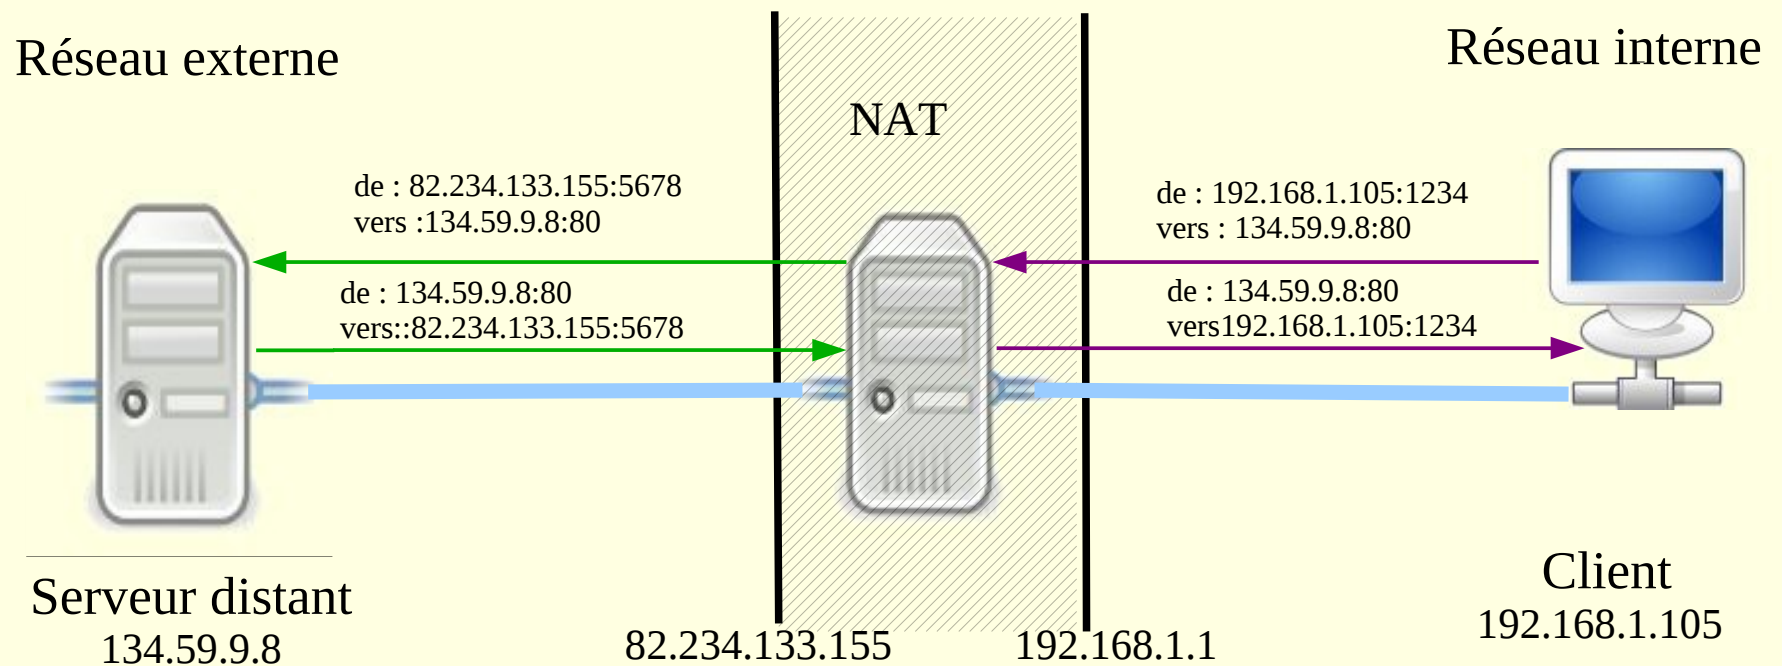 Réseau externe
Réseau interne
NAT
de : 82.234.133.155:5678
vers :134.59.9.8:80
de : 192.168.1.105:1234
vers : 134.59.9.8:80
de : 134.59.9.8:80
vers::82.234.133.155:5678
de : 134.59.9.8:80
vers192.168.1.105:1234
Serveur distant
134.59.9.8
82.234.133.155
192.168.1.1
Client
192.168.1.105